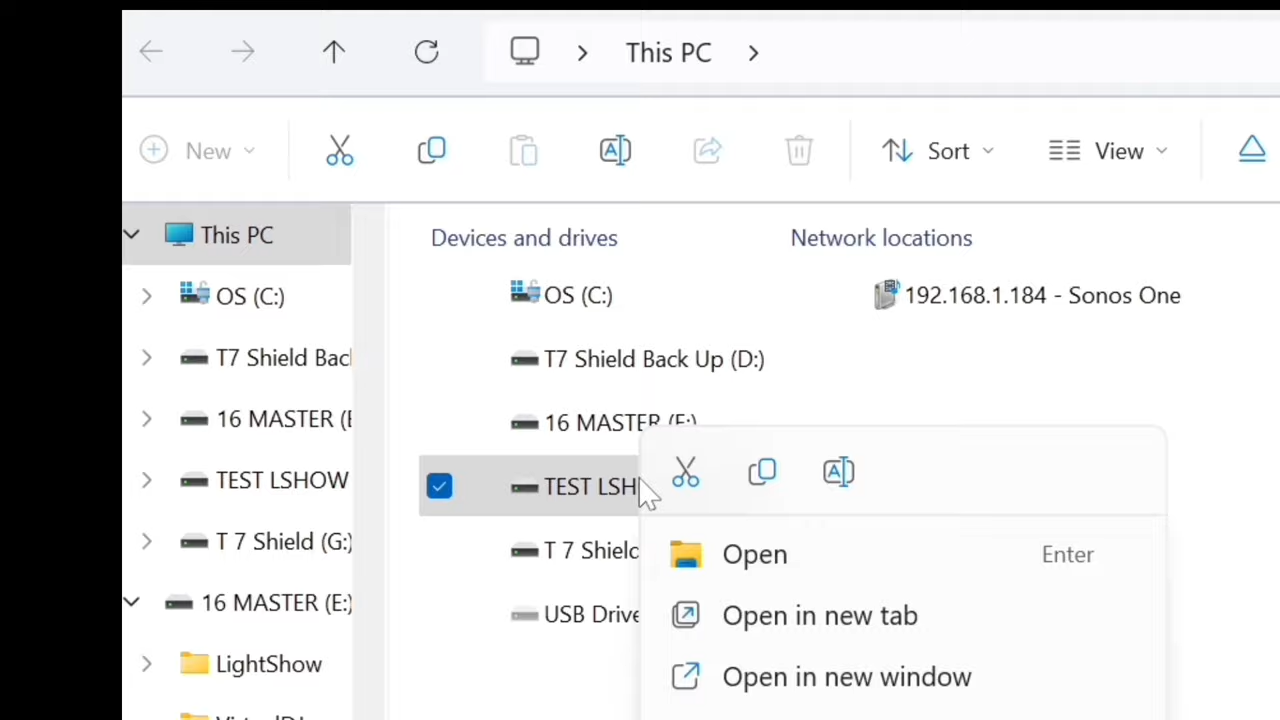 This PC
New
Sort
View
This PC
OS (C:)
T7 Shield Bac
16 MASTER (E
TEST LSHOW
T 7 Shield (G:)
16 MASTER (E:)
LightShow
Devices and drives
OS (C:)
T7 Shield Back Up (D:)
16 MASTER (E:)
TEST LSH
T 7 Shield
USB Drive
Network locations
192.168.1.184 - Sonos One
Open Enter
Open in new tab
Open in new window